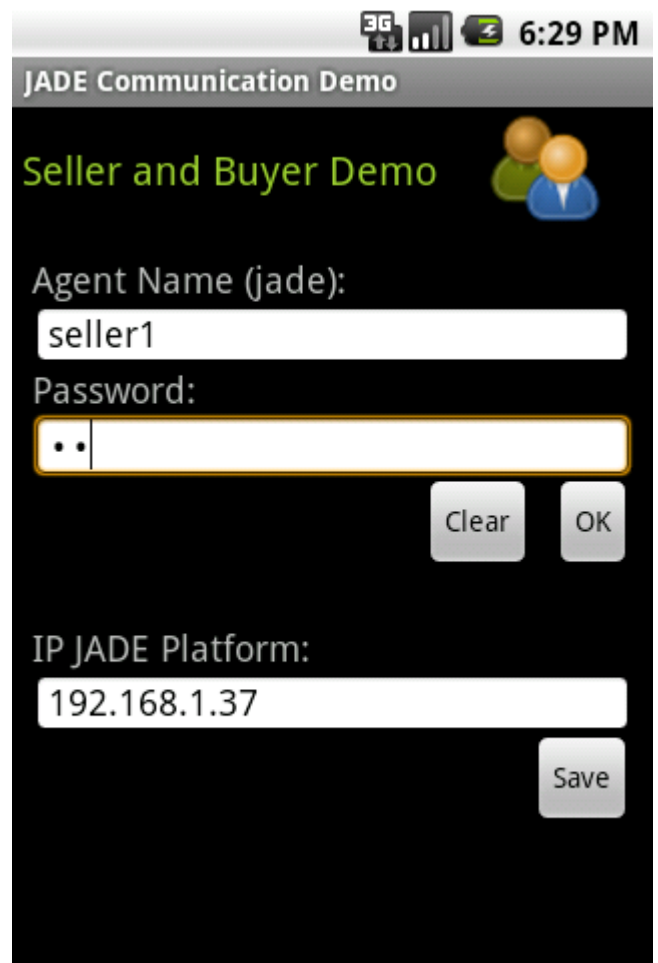 3G 6:29 PM
JADE Communication Demo
Seller and Buyer Demo
Agent Name (jade):
seller1
Password:
••
Clear OK
IP JADE Platform:
192.168.1.37
Save